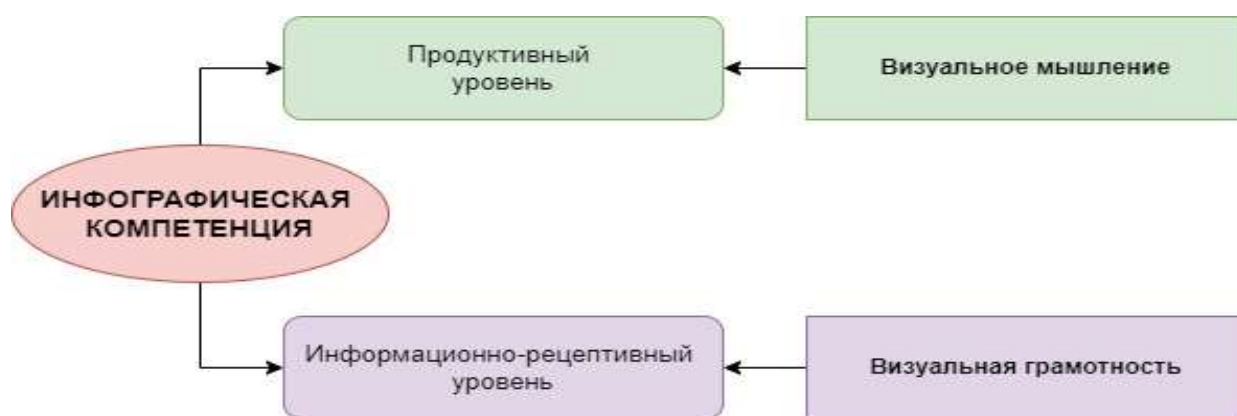 Продуктивный
уровень
Визуальное мышление
ИНФОГРАФИЧЕСКАЯ
КОМПЕТЕНЦИЯ
Информационно-рецептивный
уровень
Визуальная грамотность